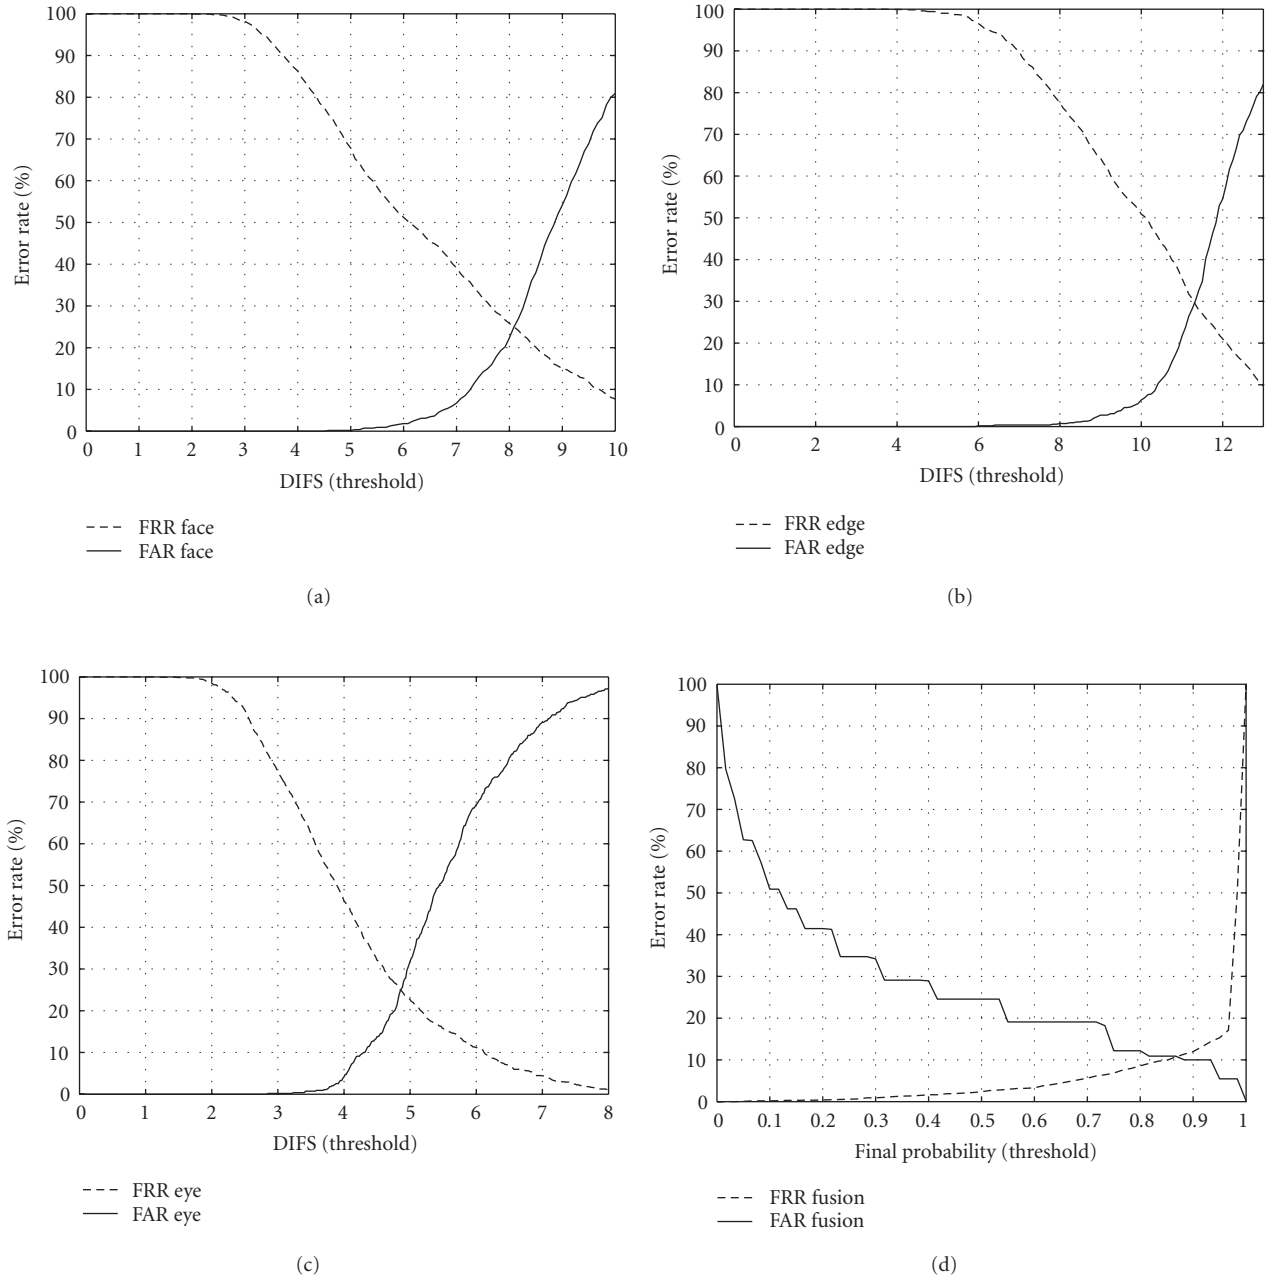 100
90
80
70
60
50
40
30
20
10
0
Error rate (%)
0 1 2 3 4 5 6 7 8 9 10
DIFS (threshold)
FRR face
FAR face
(a)
100
90
80
70
60
50
40
30
20
10
0
Error rate (%)
0 2 4 6 8 10 12
DIFS (threshold)
FRR edge
FAR edge
(b)
100
90
80
70
60
50
40
30
20
10
0
Error rate (%)
0 1 2 3 4 5 6 7 8
DIFS (threshold)
FRR eye
FAR eye
(c)
100
90
80
70
60
50
40
30
20
10
0
Error rate (%)
0 0.1 0.2 0.3 0.4 0.5 0.6 0.7 0.8 0.9 1
Final probability (threshold)
FRR fusion
FAR fusion
(d)